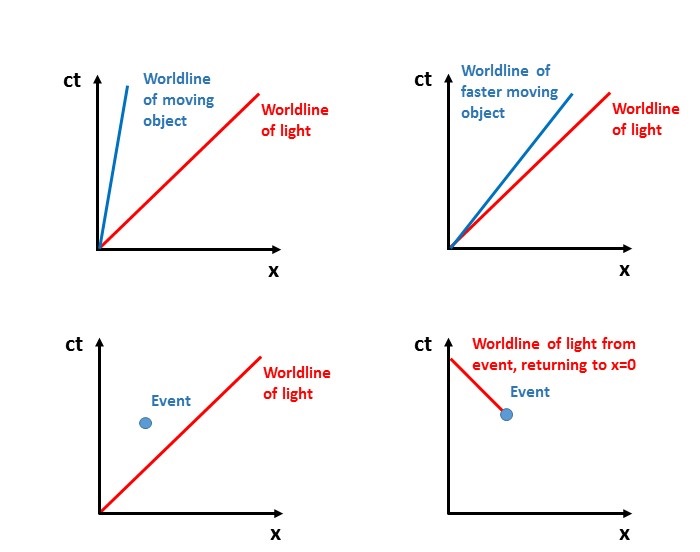 ct
Worldline
of moving
object
Worldline
of light
x
ct
Worldline of
faster moving
object
Worldline
of light
x
ct
Event
Worldline
of light
x
ct
Worldline of light from
event, returning to x=0
Event
x